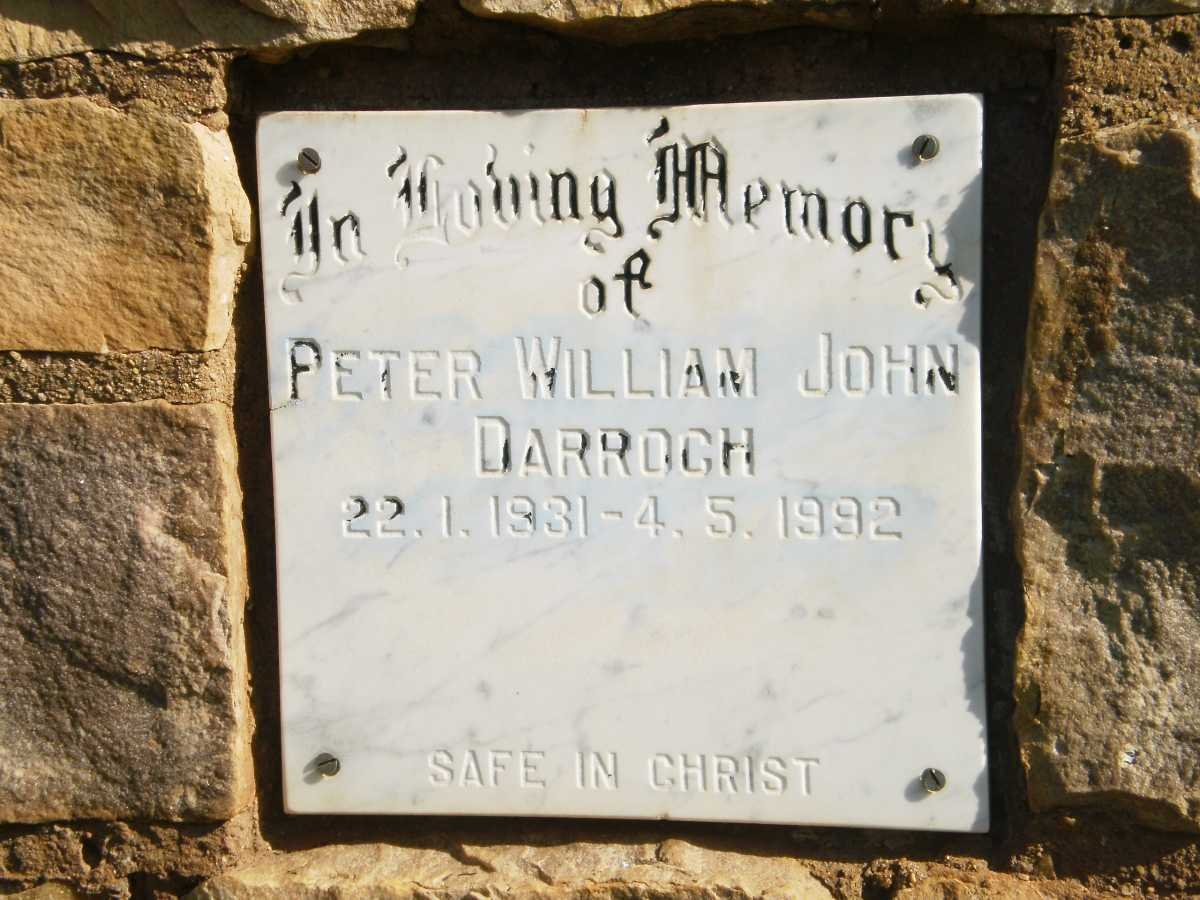 In Loving Memory
of
PETER WILLIAM JOHN
DARROCH
22.1.1931-4.5.1992
SAFE IN CHRIST